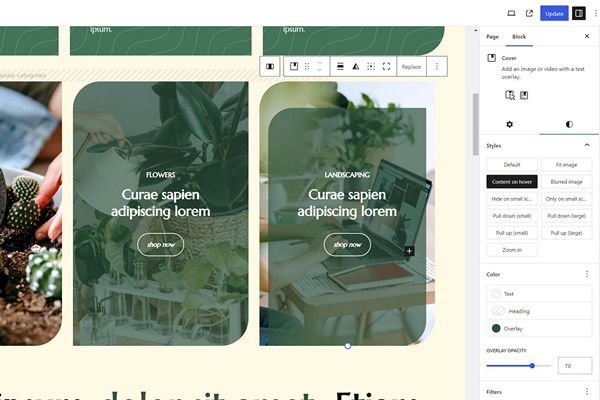 Update
ipsum.
popular categories
Replace
FLOWERS
Curae sapien
adipiscing lorem
shop now
LANDSCAPING
Curae sapien
adipiscing lorem
shop now
Page
Block
Cover
Add an image or video with a text
overlay.
Styles
Default
Fit image
Content on hover
Blurred image
Hide on small sc...
Only on small sc...
Pull down (small)
Pull down (large)
Pull up (small)
Pull up (large)
Zoom in
Color
Text
Heading
Overlay
OVERLAY OPACITY
70
Filters